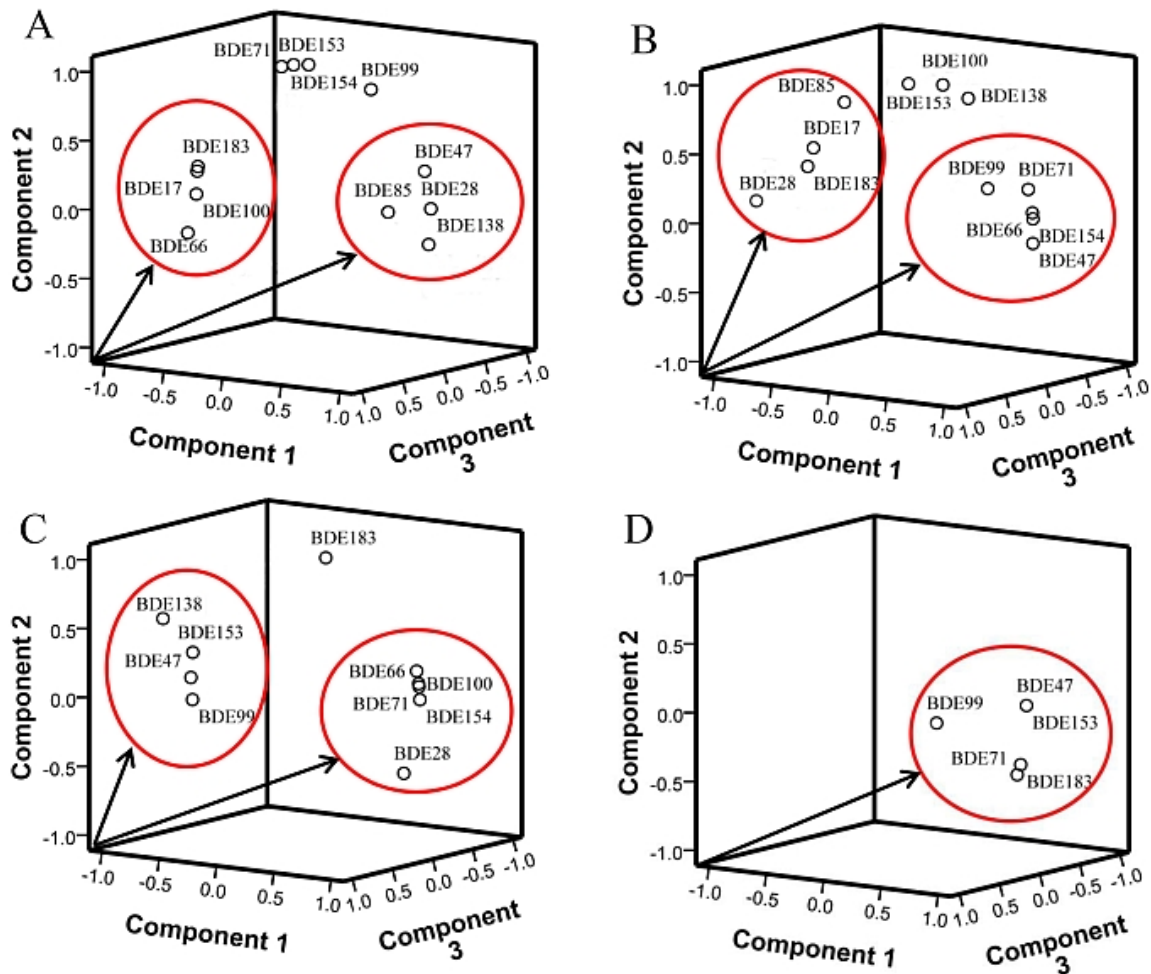 A
BDE71
BDE153
BDE154
BDE99
BDE183
BDE17
BDE100
BDE66
BDE47
BDE85
BDE28
BDE138
1.0
0.5
0.0
-0.5
-1.0
Component 2
-1.0
-0.5
0.0
0.5
1.0
Component 1
1.0
0.5
0.0
-0.5
-1.0
Component
3
B
BDE100
BDE153
BDE138
BDE85
BDE17
BDE28
BDE183
BDE99
BDE71
BDE66
BDE154
BDE47
1.0
0.5
0.0
-0.5
-1.0
Component 2
-1.0
-0.5
0.0
0.5
1.0
Component 1
1.0
0.5
0.0
-0.5
-1.0
Component
3
C
BDE183
BDE138
BDE153
BDE47
BDE99
BDE66
BDE100
BDE71
BDE154
BDE28
1.0
0.5
0.0
-0.5
-1.0
Component 2
-1.0
-0.5
0.0
0.5
1.0
Component 1
1.0
0.5
0.0
-0.5
-1.0
Component
3
D
BDE99
BDE47
BDE153
BDE71
BDE183
1.0
0.5
0.0
-0.5
-1.0
Component 2
-1.0
-0.5
0.0
0.5
1.0
Component 1
1.0
0.5
0.0
-0.5
-1.0
Component
3